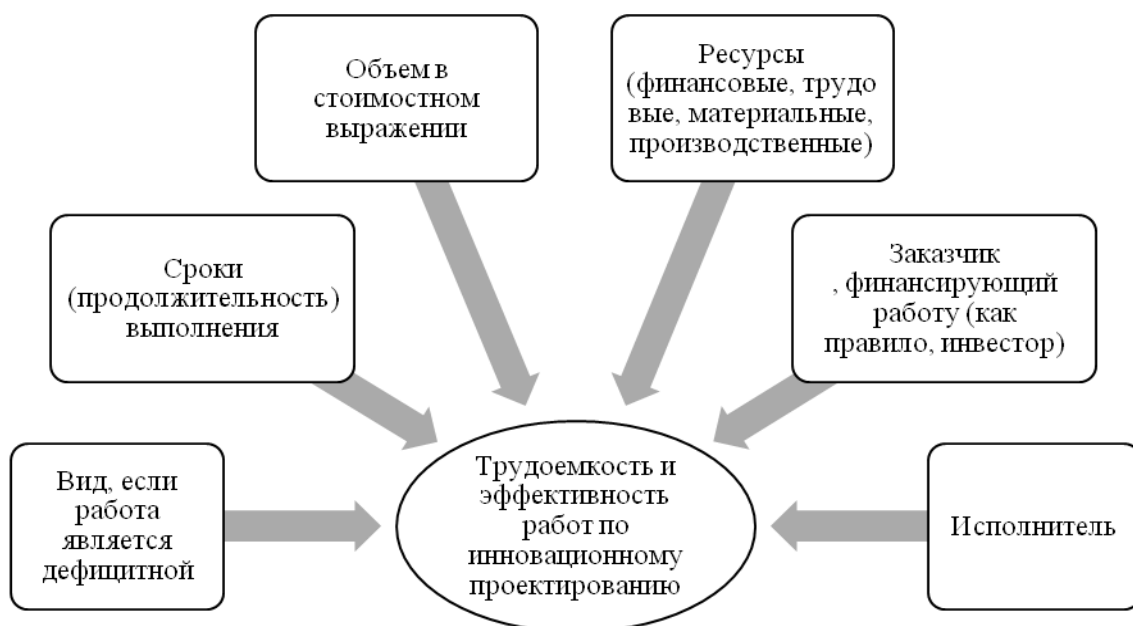 Объем в
стоимостном
выражении
Ресурсы
(финансовые, трудо
вые, материальные,
производственные)
Сроки
(продолжительность)
выполнения
Заказчик
, финансирующий
работу (как
правило, инвестор)
Вид, если
работа
является
дефицитной
Трудоемкость и
эффективность
работ по
инновационному
проектированию
Исполнитель